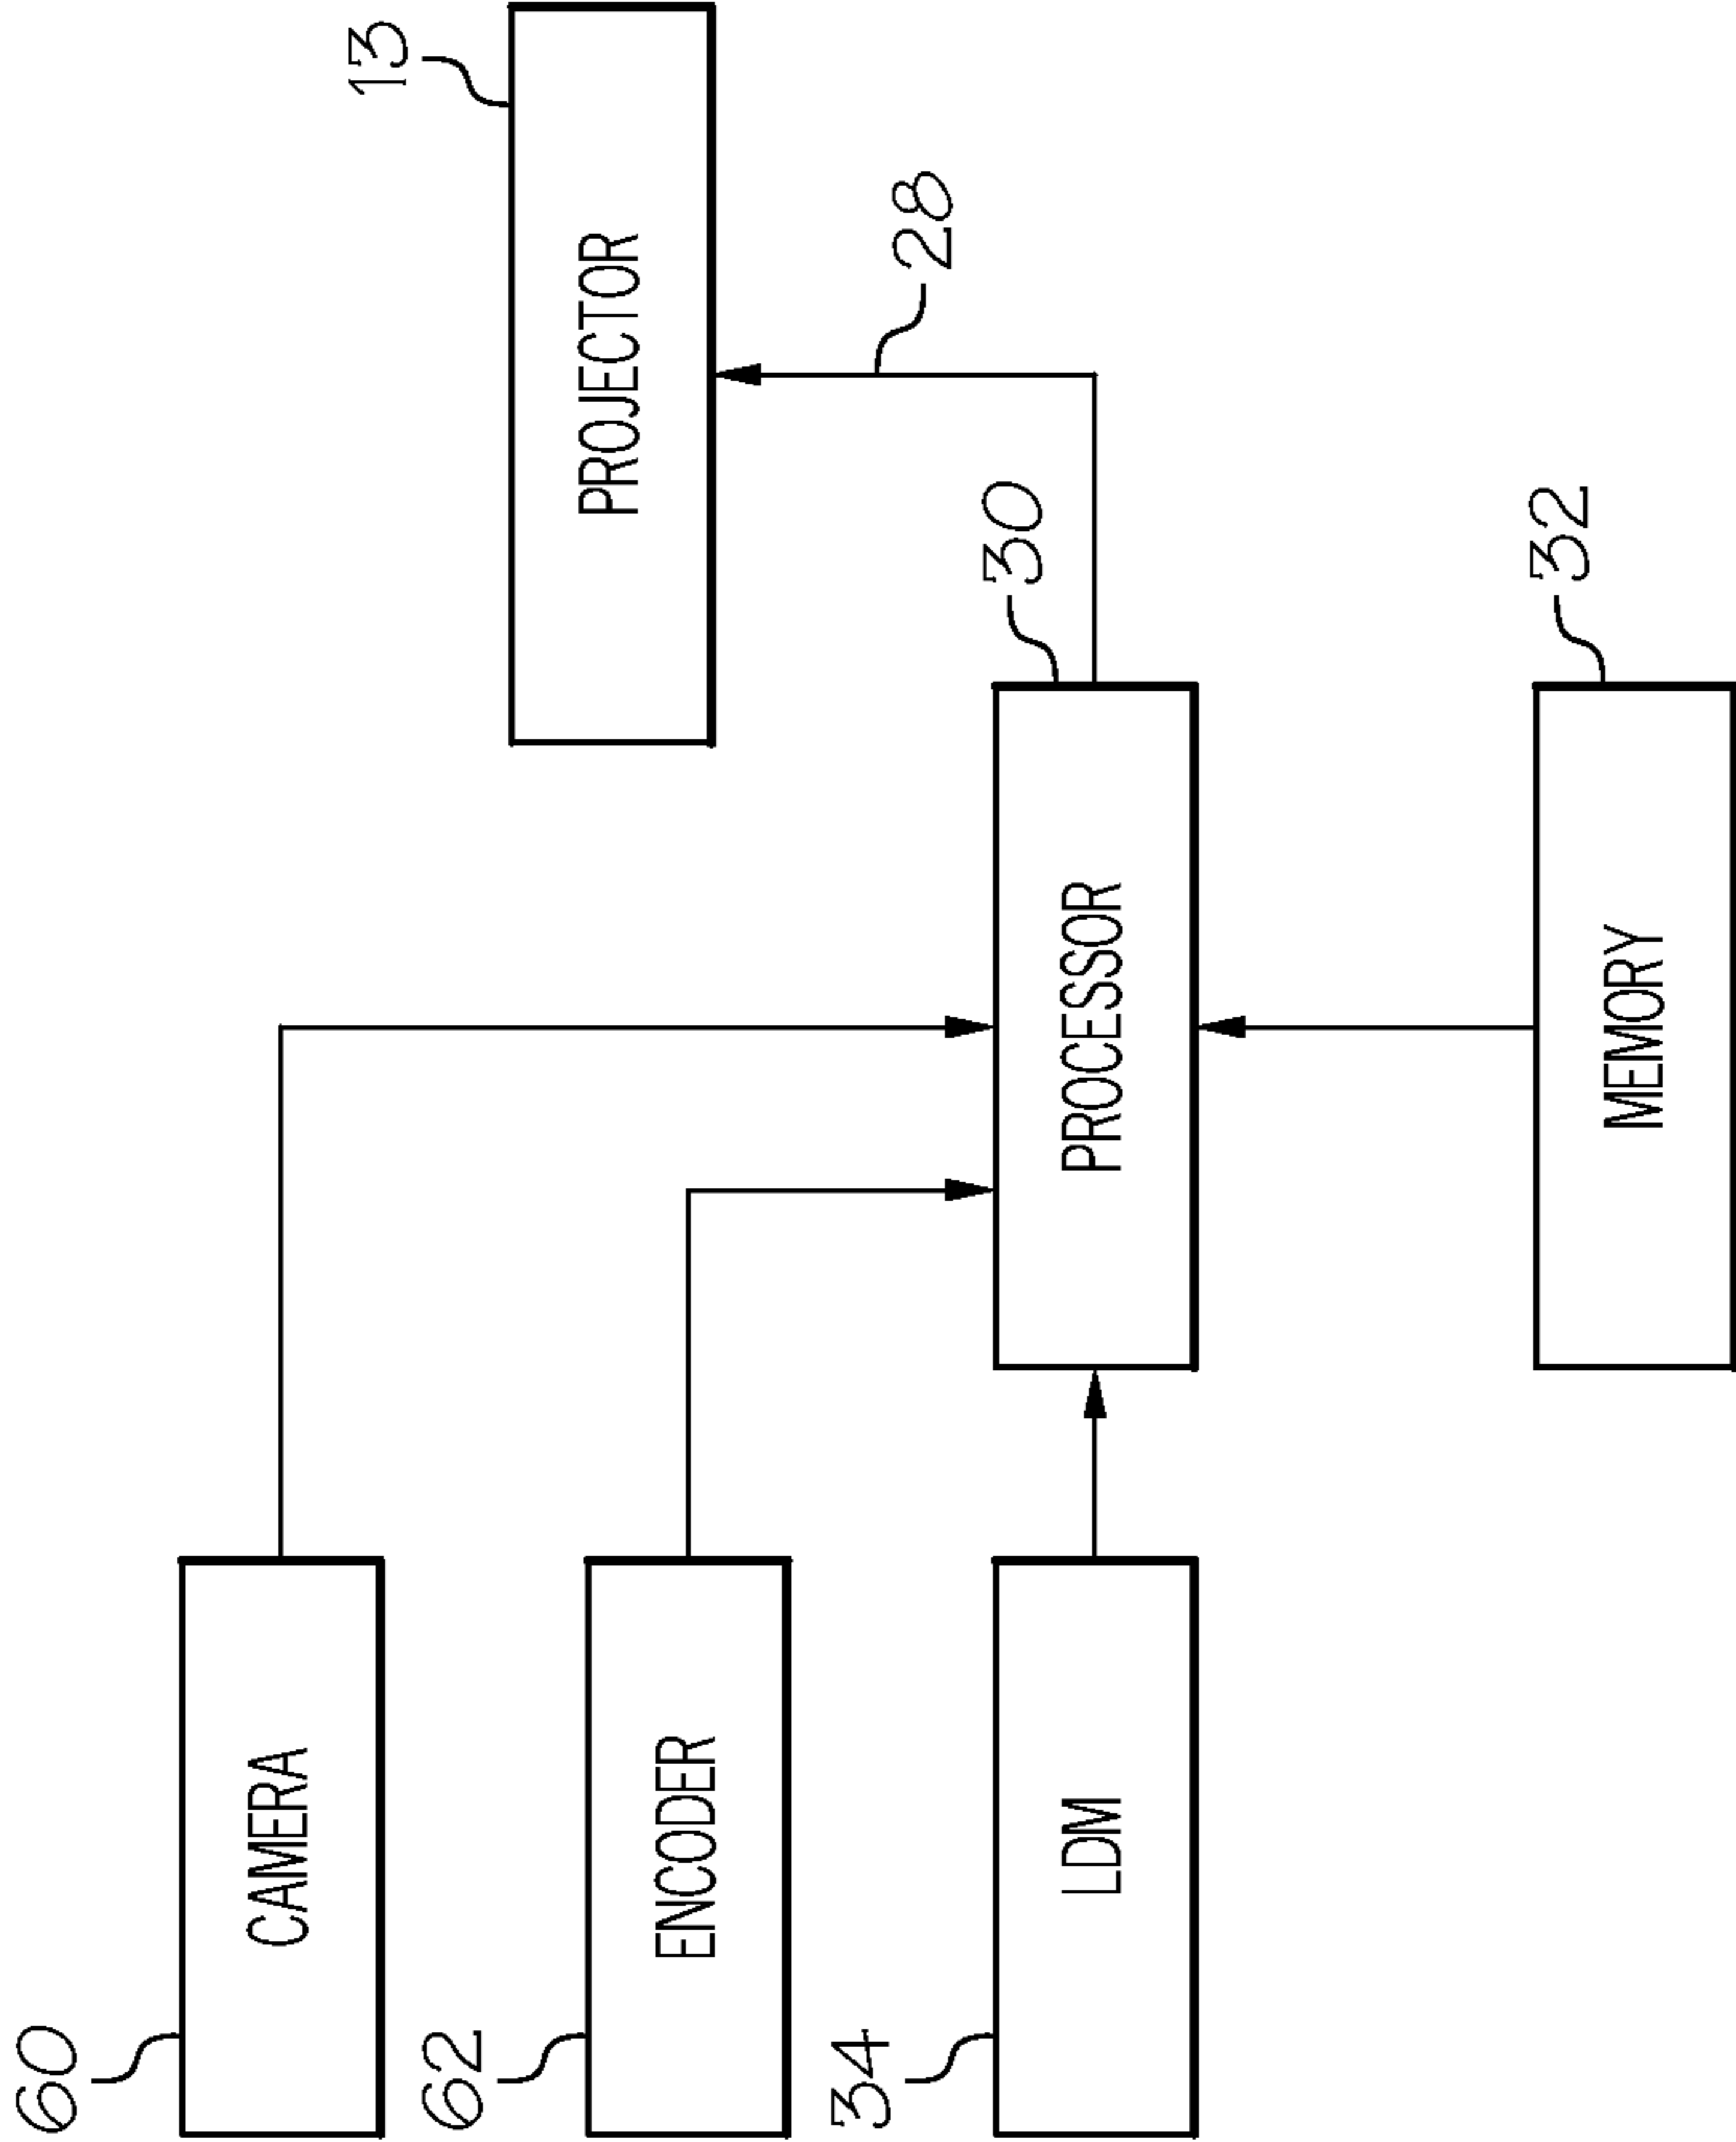 60
CAMERA
62
ENCODER
34
LDM
13
PROJECTOR
28
30
PROCESSOR
32
MEMORY